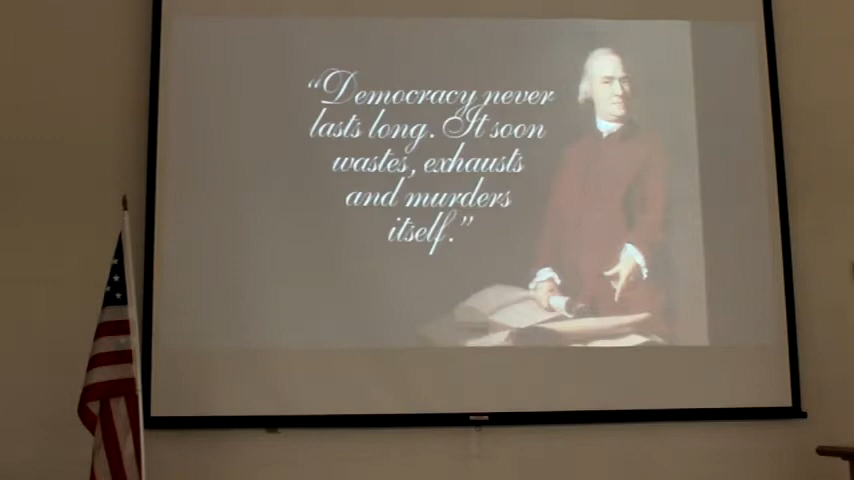 “Democracy never
lasts long. It soon
wastes, exhausts
and murders
itself.”